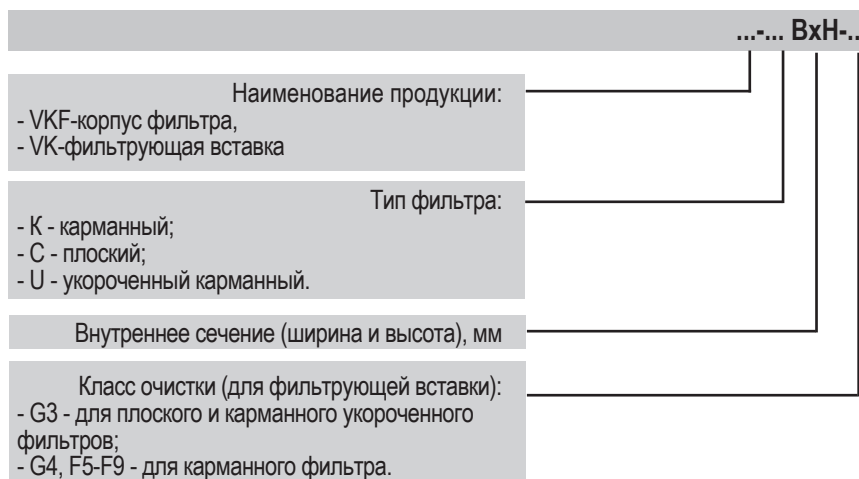 ...-... ВxН-..
Наименование продукции:
- VKF-корпус фильтра,
- VK-фильтрующая вставка
Тип фильтра:
- К - карманный;
- С - плоский;
- U - укороченный карманный.
Внутреннее сечение (ширина и высота), мм
Класс очистки (для фильтрующей вставки):
- G3 - для плоского и карманного укороченного
фильтров;
- G4, F5-F9 - для карманного фильтра.